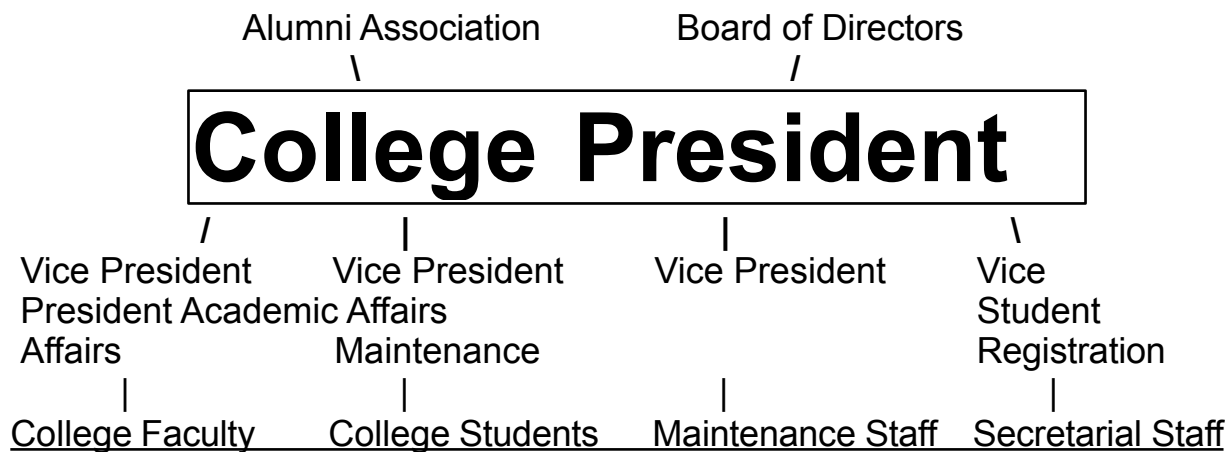 Alumni Association Board of Directors
\ /
College President
/ | | \
Vice President Vice President Vice President Vice
President Academic Affairs Student
Affairs Maintenance Registration
| | | |
College Faculty College Students Maintenance Staff Secretarial Staff